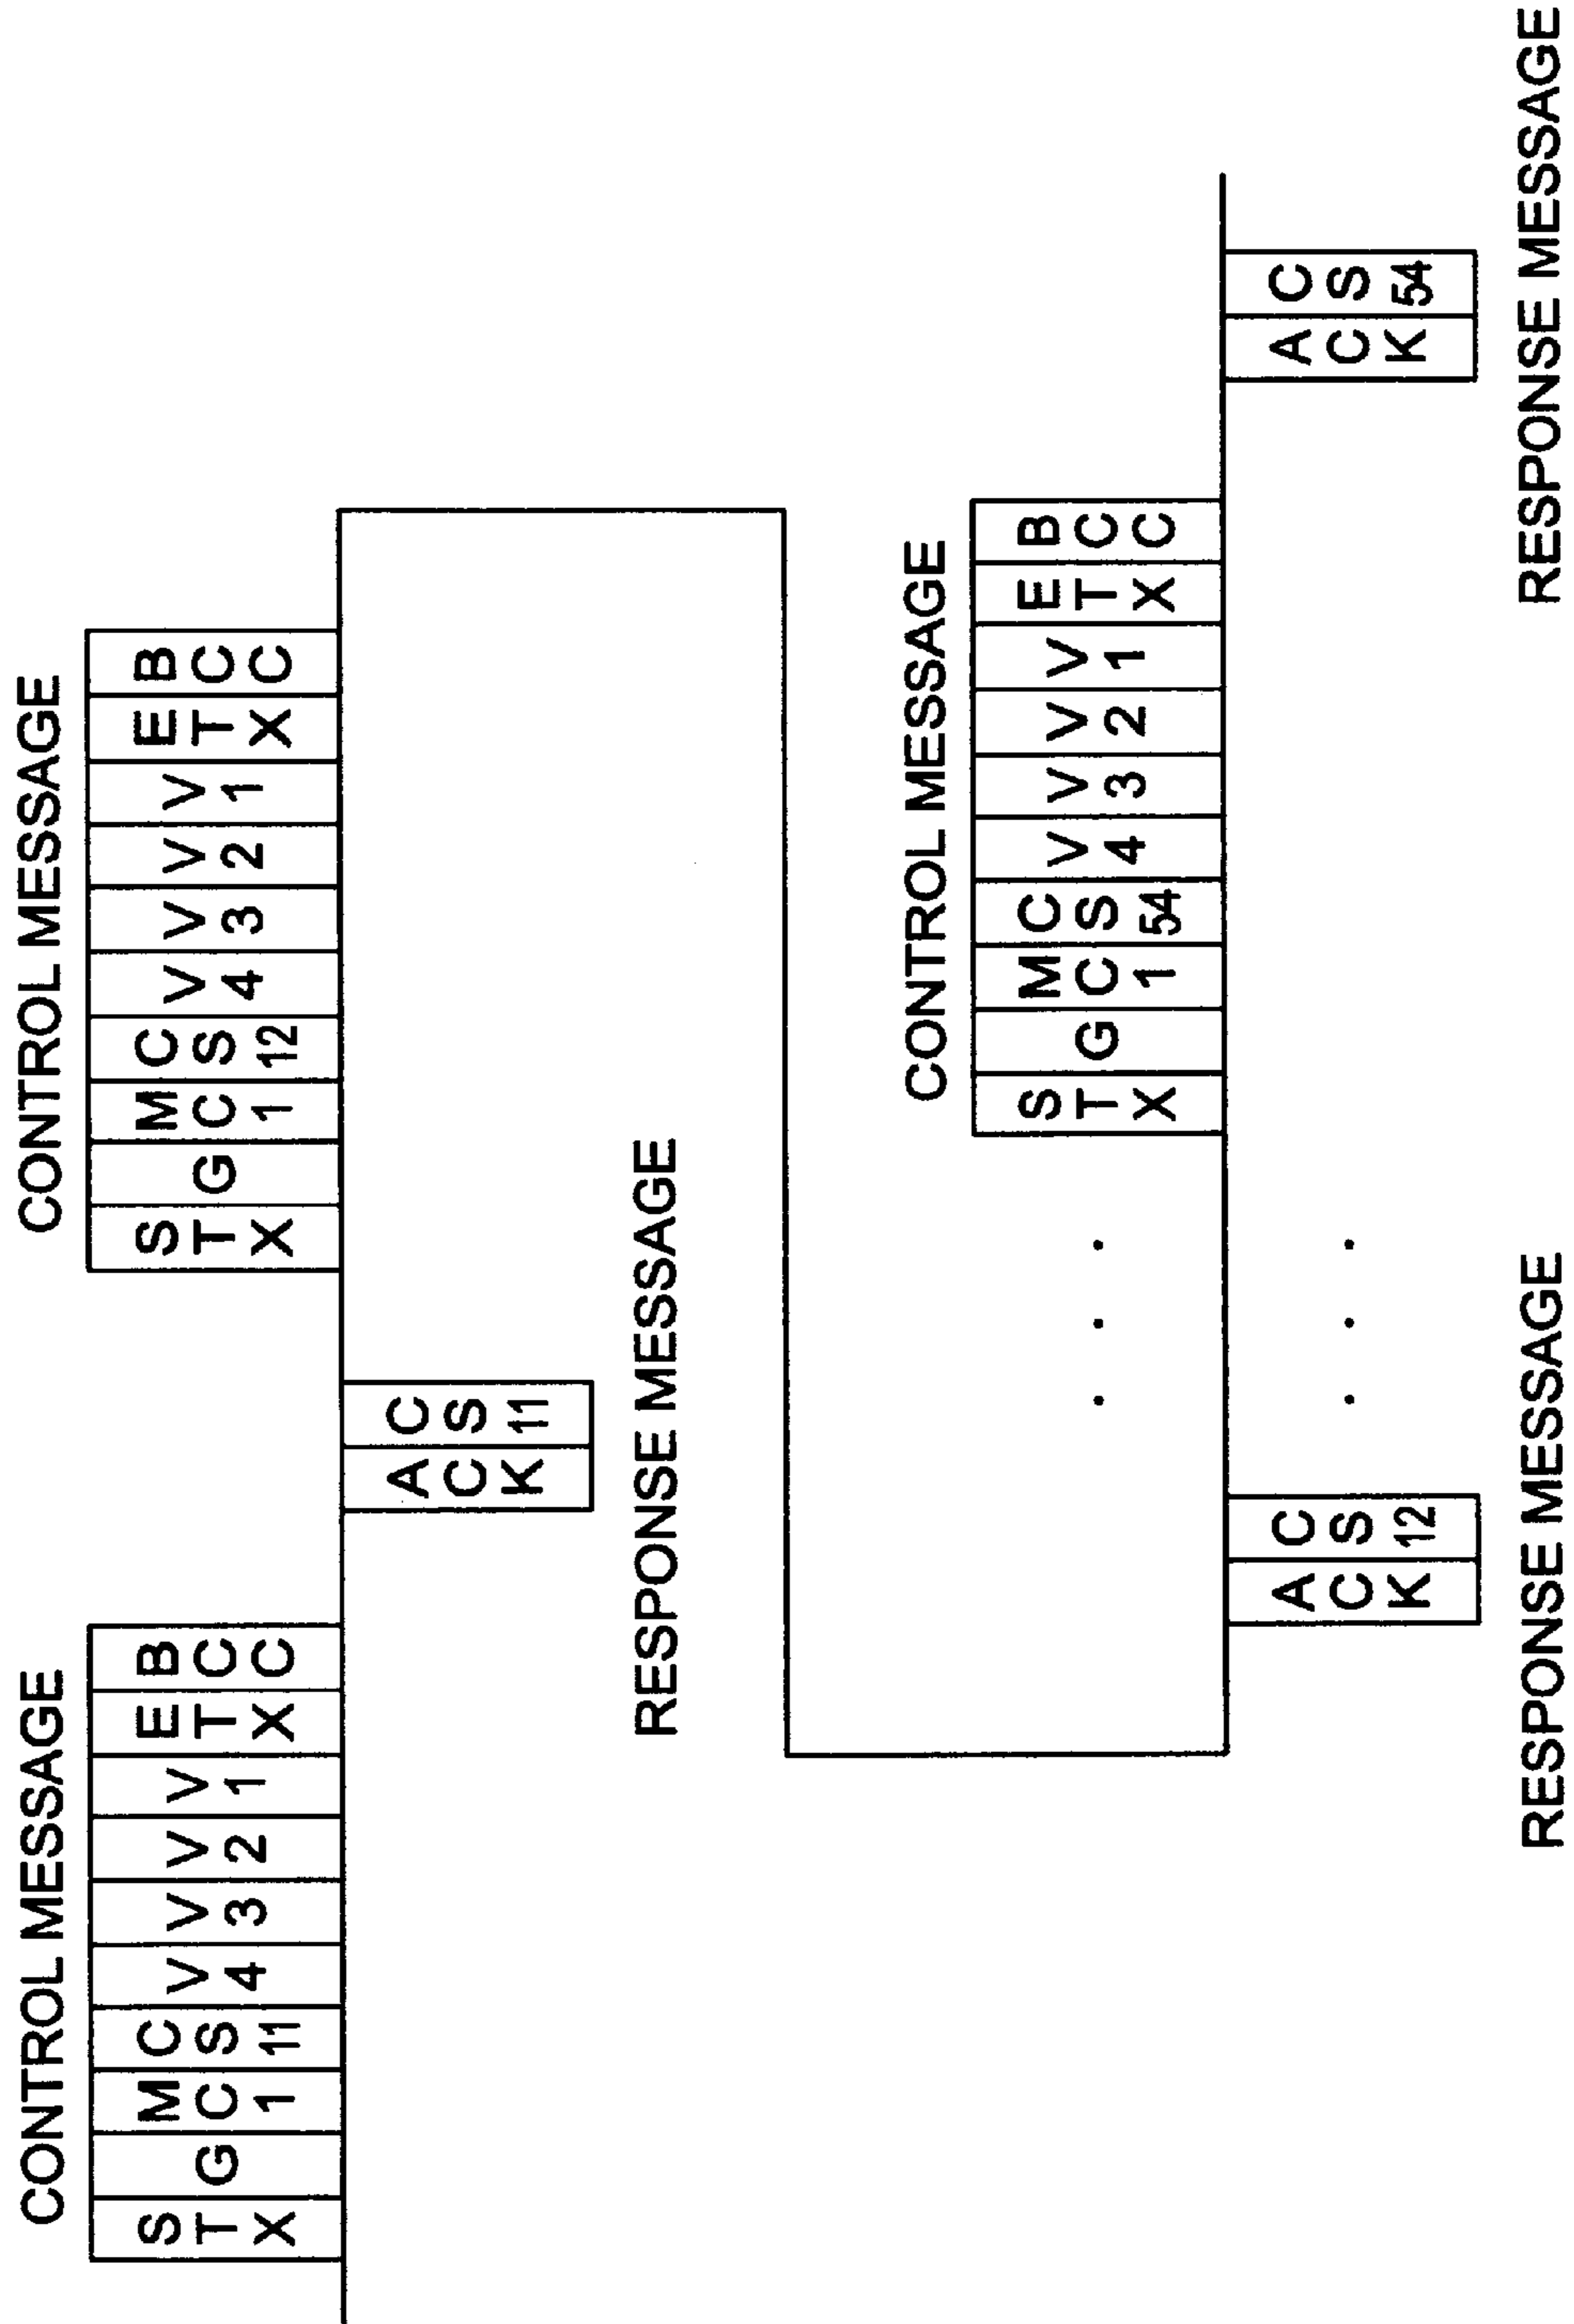 CONTROL MESSAGE
STX G MC1 CS11 V4 V3 V2 V1 ETX BCC
ACK CS11
RESPONSE MESSAGE
CONTROL MESSAGE
STX G MC1 CS12 V4 V3 V2 V1 ETX BCC
ACK CS12
RESPONSE MESSAGE
. . .
. . .
CONTROL MESSAGE
STX G MC1 CS54 V4 V3 V2 V1 ETX BCC
ACK CS54
RESPONSE MESSAGE